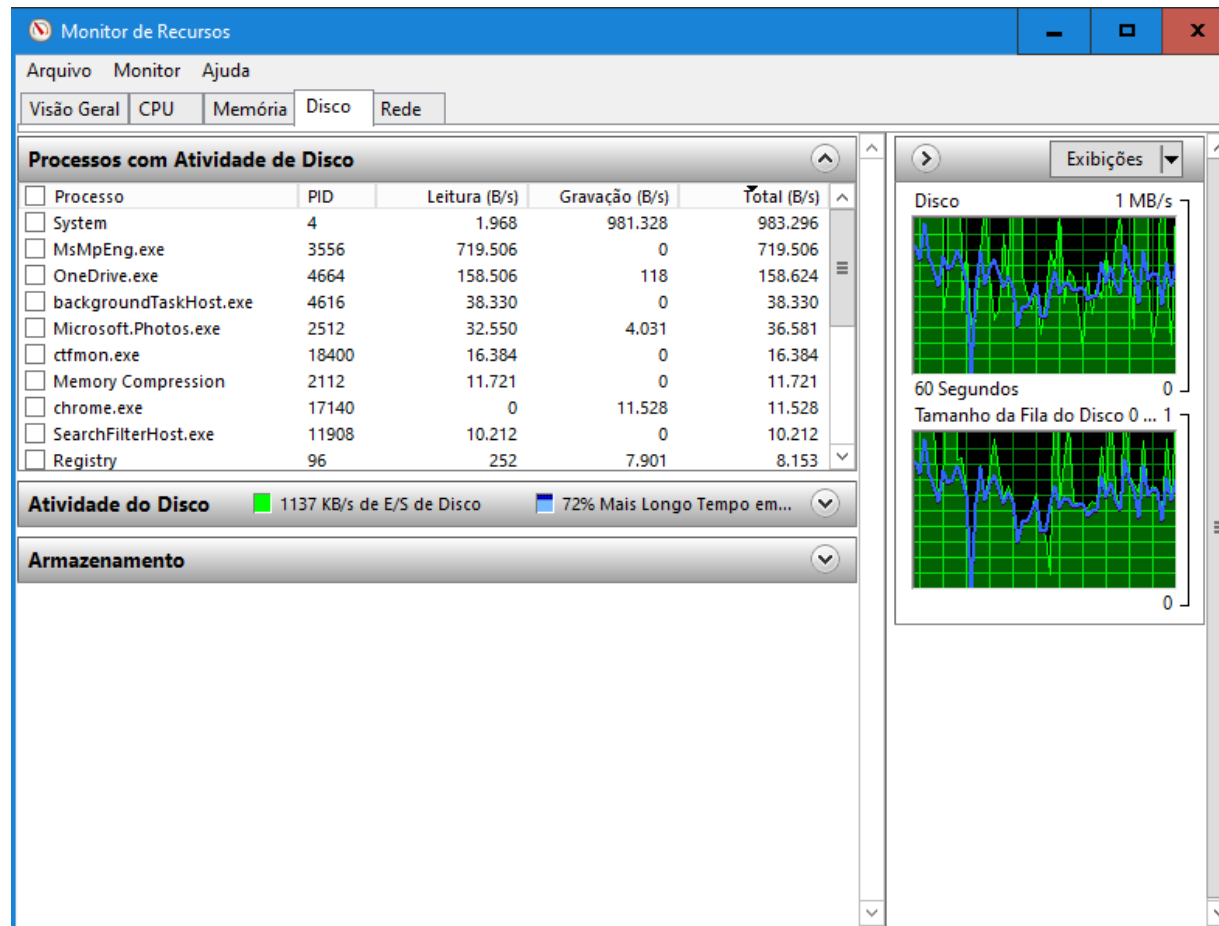 Monitor de Recursos
Arquivo Monitor Ajuda
Visão Geral CPU Memória Disco Rede
Processos com Atividade de Disco
Processo PID Leitura (B/s) Gravação (B/s) Total (B/s)
System 4 1.968 981.328 983.296
MsMpEng.exe 3556 719.506 0 719.506
OneDrive.exe 4664 158.506 118 158.624
backgroundTaskHost.exe 4616 38.330 0 38.330
Microsoft.Photos.exe 2512 32.550 4.031 36.581
ctfmon.exe 18400 16.384 0 16.384
Memory Compression 2112 11.721 0 11.721
chrome.exe 17140 0 11.528 11.528
SearchFilterHost.exe 11908 10.212 0 10.212
Registry 96 252 7.901 8.153
Atividade do Disco 1137 KB/s de E/S de Disco 72% Mais Longo Tempo em...
Armazenamento
Exibições
Disco 1 MB/s
60 Segundos 0
Tamanho da Fila do Disco 0 ... 1
0